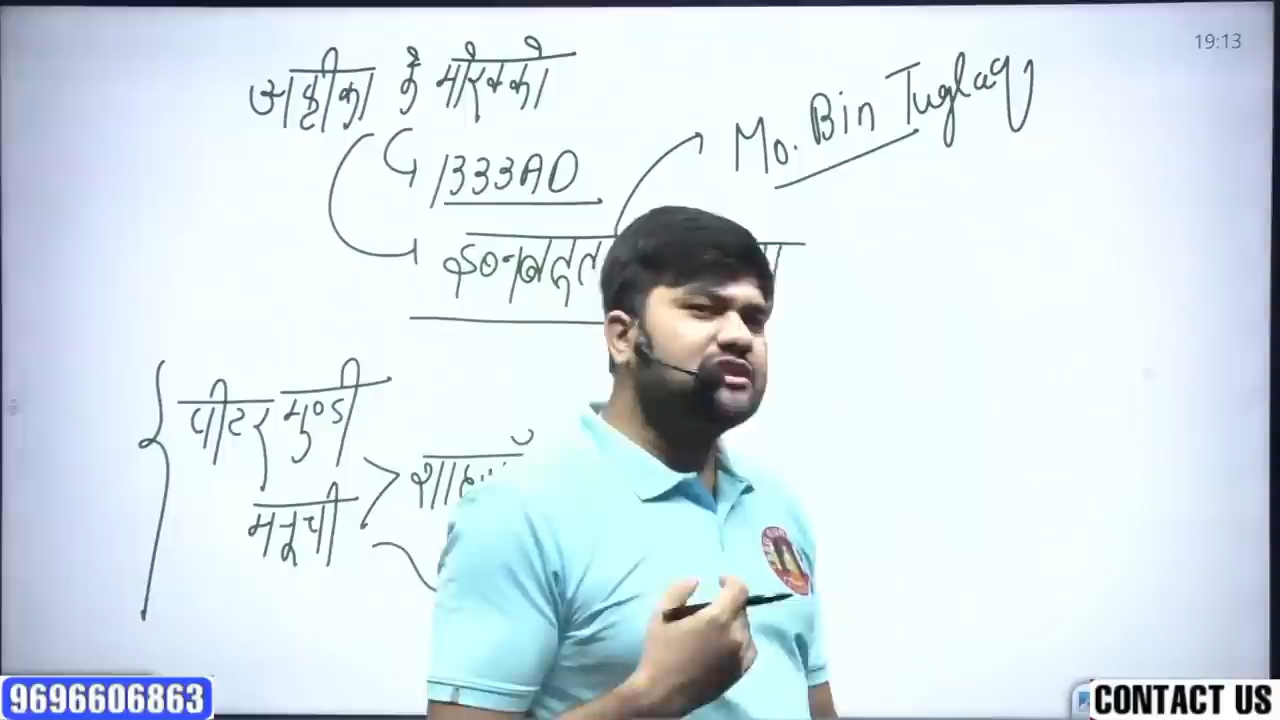 19:13
अफ्रीका के मोरक्को
1333AD
Mo. Bin Tuglaq
इब्नबतूत
पीटर मुण्डी
मनूची
9696606863
CONTACT US